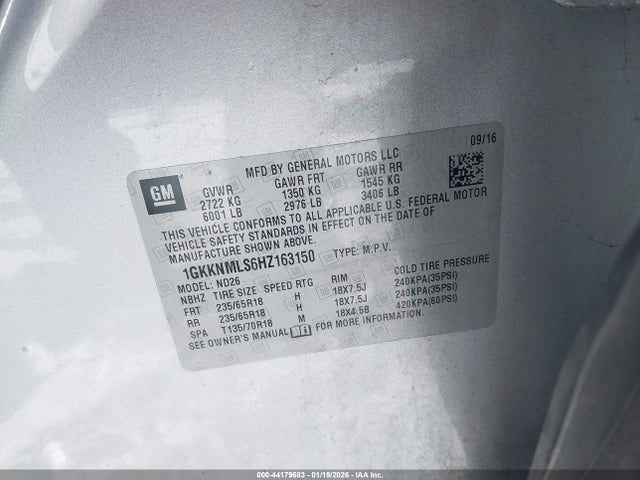 MFD BY GENERAL MOTORS LLC 09/16
GM
GVWR GAWR FRT GAWR RR
2722 KG 1350 KG 1545 KG
6001 LB 2976 LB 3406 LB
THIS VEHICLE CONFORMS TO ALL APPLICABLE U.S. FEDERAL MOTOR
VEHICLE SAFETY STANDARDS IN EFFECT ON THE DATE OF
MANUFACTURE SHOWN ABOVE.
1GKKNMLS6HZ163150 TYPE: M.P.V.
MODEL: ND26
NBHZ TIRE SIZE SPEED RTG RIM COLD TIRE PRESSURE
FRT 235/65R18 H 18X7.5J 240KPA(35PSI)
RR 235/65R18 H 18X7.5J 240KPA(35PSI)
SPA T135/70R18 M 18X4.5B 420KPA(60PSI)
SEE OWNER'S MANUAL FOR MORE INFORMATION.
000-44179683 - 01/19/2026 - IAA Inc.